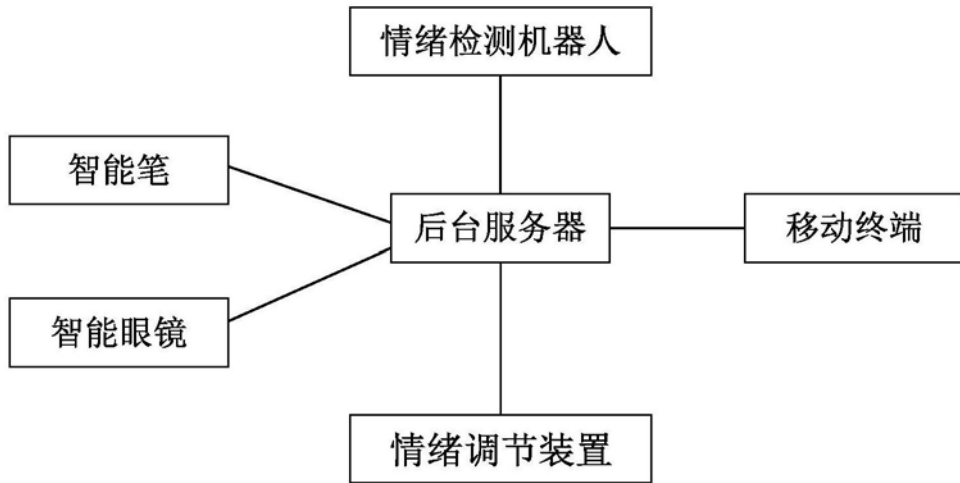 情绪检测机器人
智能笔
后台服务器
移动终端
智能眼镜
情绪调节装置